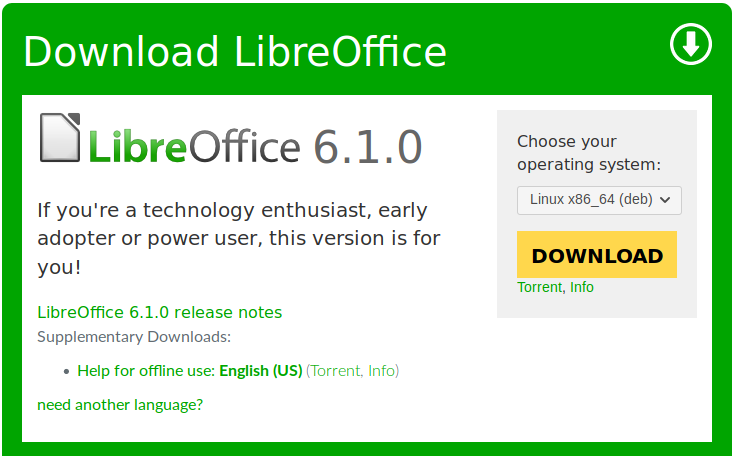 Download LibreOffice
LibreOffice 6.1.0
If you're a technology enthusiast, early
adopter or power user, this version is for
you!
LibreOffice 6.1.0 release notes
Supplementary Downloads:
• Help for offline use: English (US) (Torrent, Info)
need another language?
Choose your
operating system:
Linux x86_64 (deb)
DOWNLOAD
Torrent, Info